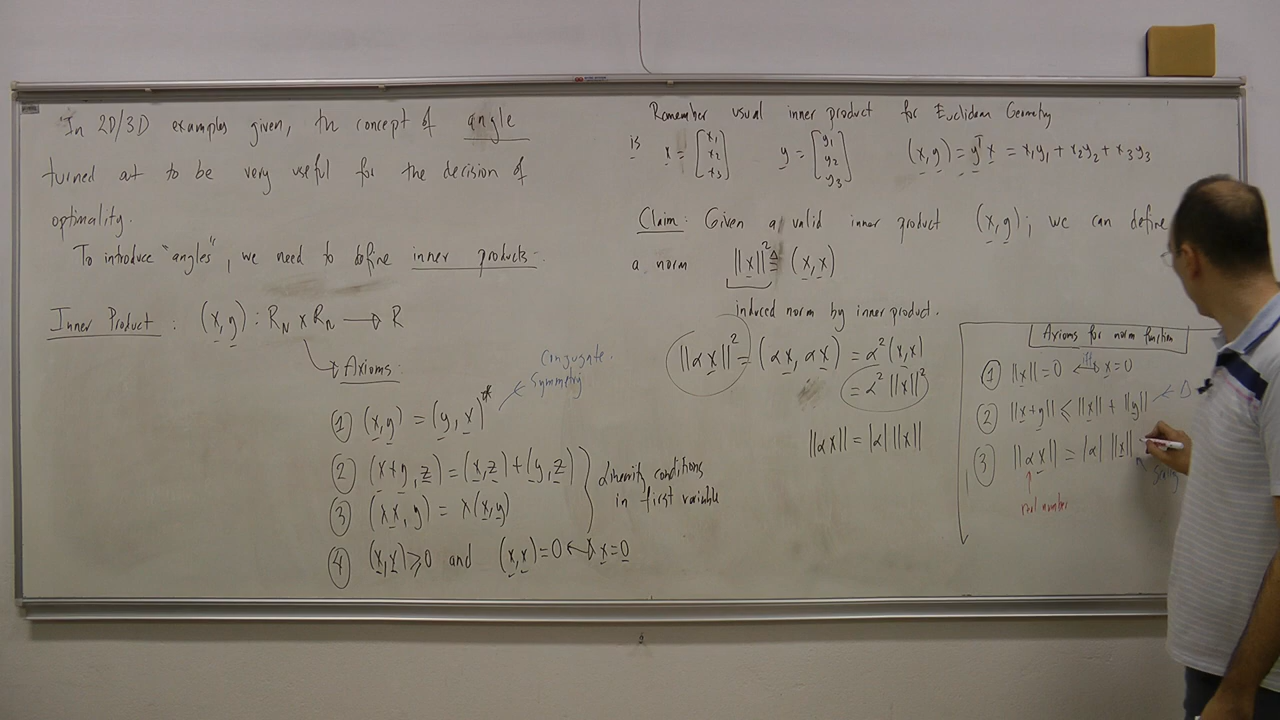 In 2D/3D examples given, th concept of angle
turned at to be very useful for the decision of
optimality.
To introduce "angles", we need to define inner products.
Inner Product : (x,y) : R_N x R_N → R
Axioms:
Conjugate
Symmetry
① (x,y) = (y,x)*
② (x+y, z) = (x,z) + (y,z)
③ (λx, y) = λ(x,y)
linearity conditions
in first variable
④ (x,x) ≥ 0 and (x,x) = 0 ↔ x = 0
Remember usual inner product for Euclidean Geometry
is x = [x1 x2 x3] y = [y1 y2 y3] (x,y) = y^T x = x1y1 + x2y2 + x3y3
Claim: Given a valid inner product (x,y); we can define
a norm ||x||² ≜ (x,x)
induced norm by inner product.
||αx||² = (αx, αx) = α²(x,x)
= α² ||x||²
||αx|| = |α| ||x||
Axioms for norm function
① ||x|| = 0 iff ↔ x = 0
② ||x+y|| ≤ ||x|| + ||y|| ← Δ
③ ||αx|| = |α| ||x||
real number